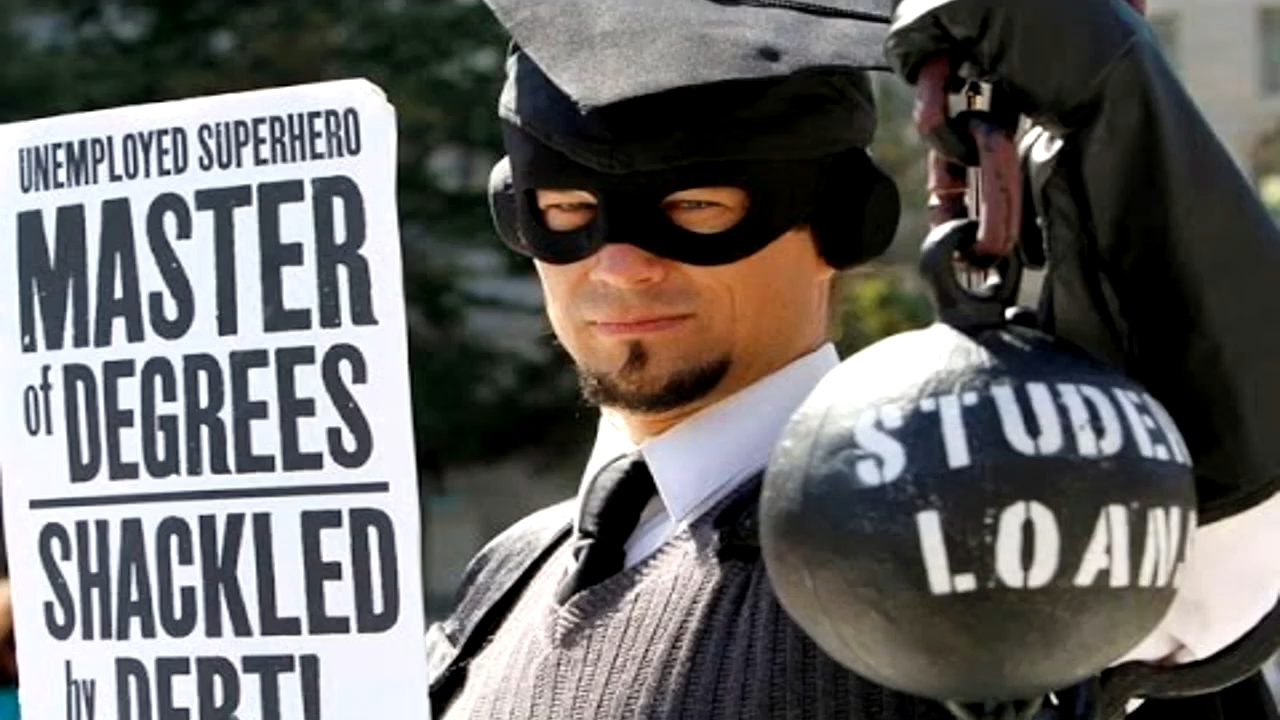 UNEMPLOYED SUPERHERO
MASTER
of DEGREES
SHACKLED
by DEBT!
STUDEN
LOAN